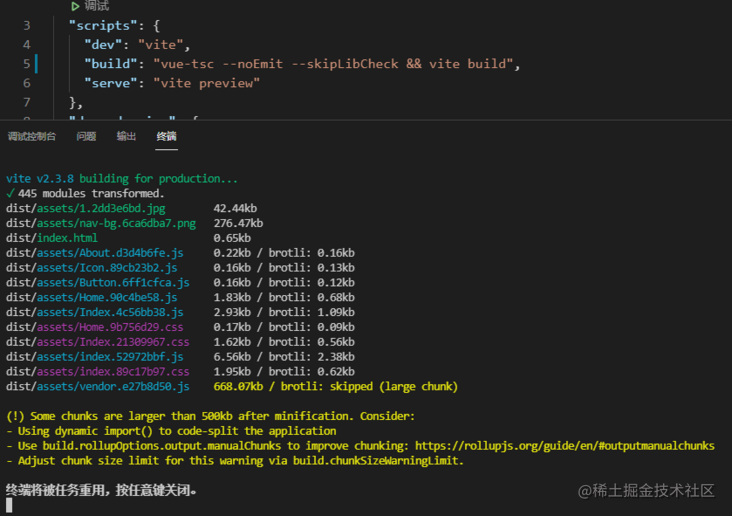 调试
3 "scripts": {
4 "dev": "vite",
5 "build": "vue-tsc --noEmit --skipLibCheck && vite build",
6 "serve": "vite preview"
7 },
调试控制台 问题 输出 终端
vite v2.3.8 building for production...
✓ 445 modules transformed.
dist/assets/1.2dd3e6bd.jpg 42.44kb
dist/assets/nav-bg.6ca6dba7.png 276.47kb
dist/index.html 0.65kb
dist/assets/About.d3d4b6fe.js 0.22kb / brotli: 0.16kb
dist/assets/Icon.89cb23b2.js 0.16kb / brotli: 0.13kb
dist/assets/Button.6ff1cfca.js 0.16kb / brotli: 0.12kb
dist/assets/Home.90c4be58.js 1.83kb / brotli: 0.68kb
dist/assets/Index.4c56bb38.js 2.93kb / brotli: 1.09kb
dist/assets/Home.9b756d29.css 0.17kb / brotli: 0.09kb
dist/assets/Index.21309967.css 1.62kb / brotli: 0.56kb
dist/assets/index.52972bbf.js 6.56kb / brotli: 2.38kb
dist/assets/index.89c17b97.css 1.95kb / brotli: 0.62kb
dist/assets/vendor.e27b8d50.js 668.07kb / brotli: skipped (large chunk)
(!) Some chunks are larger than 500kb after minification. Consider:
- Using dynamic import() to code-split the application
- Use build.rollupOptions.output.manualChunks to improve chunking: https://rollupjs.org/guide/en/#outputmanualchunks
- Adjust chunk size limit for this warning via build.chunkSizeWarningLimit.
终端将被任务重用，按任意键关闭。
@稀土掘金技术社区